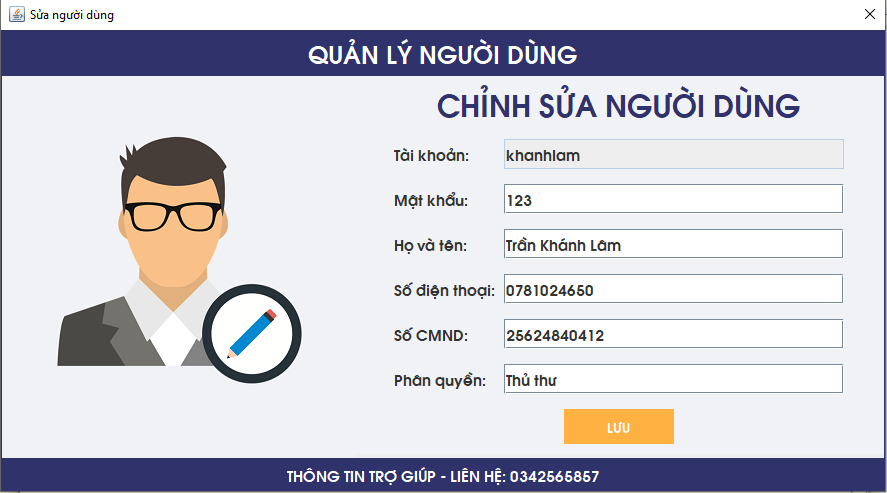 Sửa người dùng
QUẢN LÝ NGƯỜI DÙNG
CHỈNH SỬA NGƯỜI DÙNG
Tài khoản: khanhlam
Mật khẩu: 123
Họ và tên: Trần Khánh Lâm
Số điện thoại: 0781024650
Số CMND: 25624840412
Phân quyền: Thủ thư
LƯU
THÔNG TIN TRỢ GIÚP - LIÊN HỆ: 0342565857